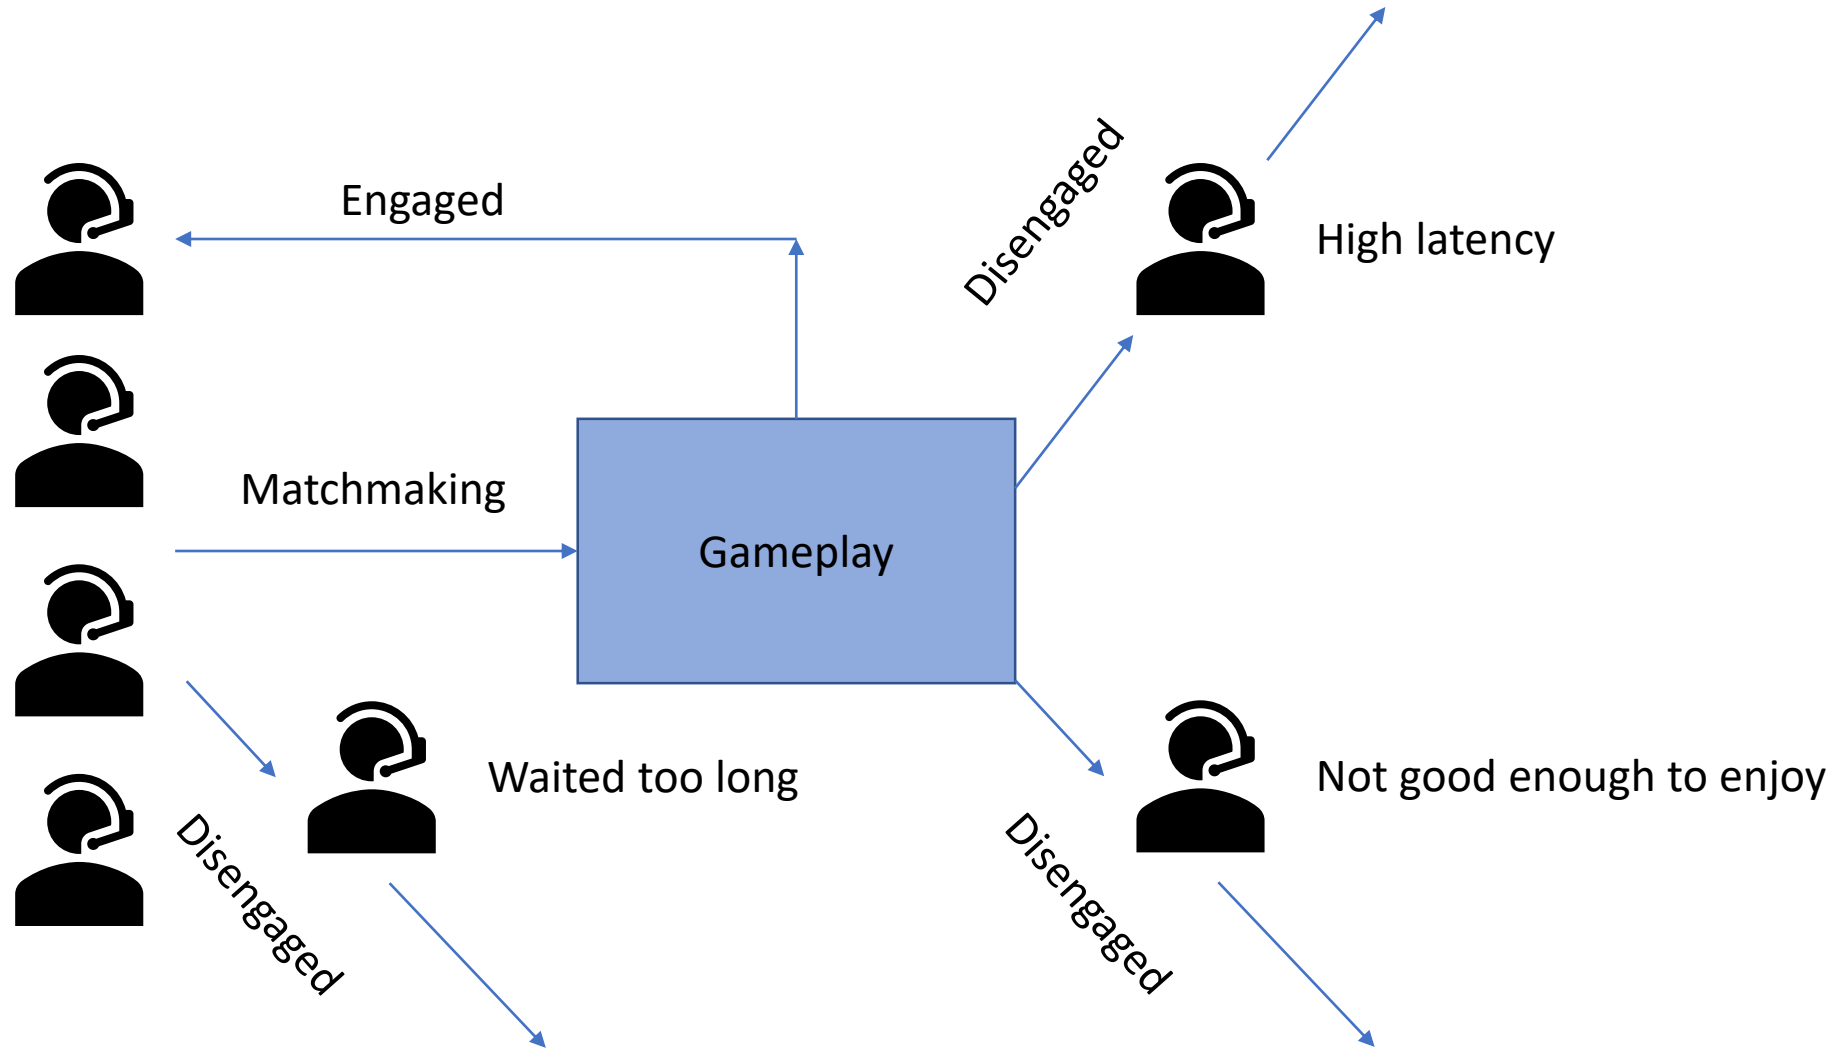 Engaged
Disengaged
High latency
Matchmaking
Gameplay
Waited too long
Not good enough to enjoy
Disengaged
Disengaged